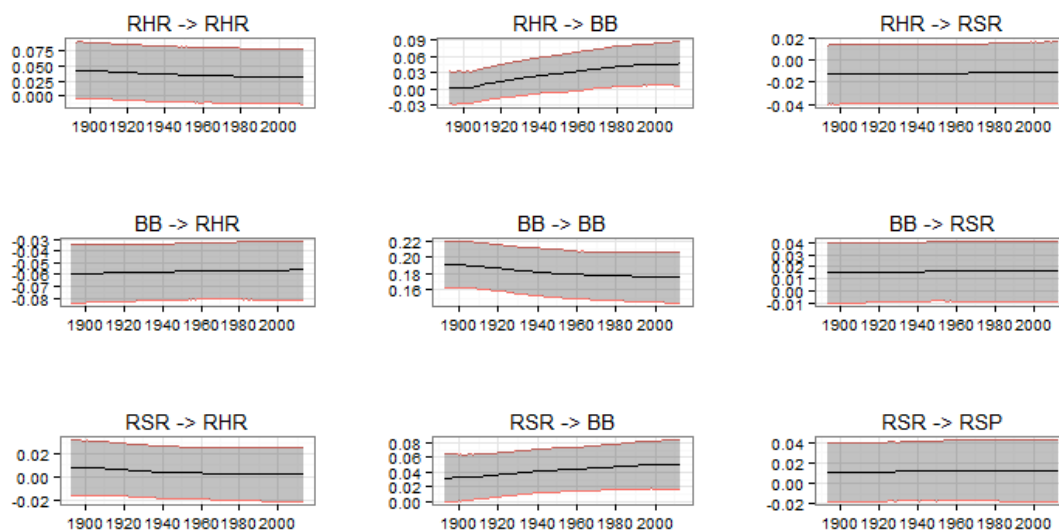 RHR -> RHR
0.075
0.050
0.025
0.000
1900 1920 1940 1960 1980 2000
RHR -> BB
0.09
0.06
0.03
0.00
-0.03
1900 1920 1940 1960 1980 2000
RHR -> RSR
0.02
0.00
-0.02
-0.04
1900 1920 1940 1960 1980 2000
BB -> RHR
-0.03
-0.04
-0.05
-0.06
-0.07
-0.08
1900 1920 1940 1960 1980 2000
BB -> BB
0.22
0.20
0.18
0.16
1900 1920 1940 1960 1980 2000
BB -> RSR
0.04
0.03
0.02
0.01
0.00
-0.01
1900 1920 1940 1960 1980 2000
RSR -> RHR
0.02
0.00
-0.02
1900 1920 1940 1960 1980 2000
RSR -> BB
0.08
0.06
0.04
0.02
0.00
1900 1920 1940 1960 1980 2000
RSR -> RSP
0.04
0.02
0.00
-0.02
1900 1920 1940 1960 1980 2000